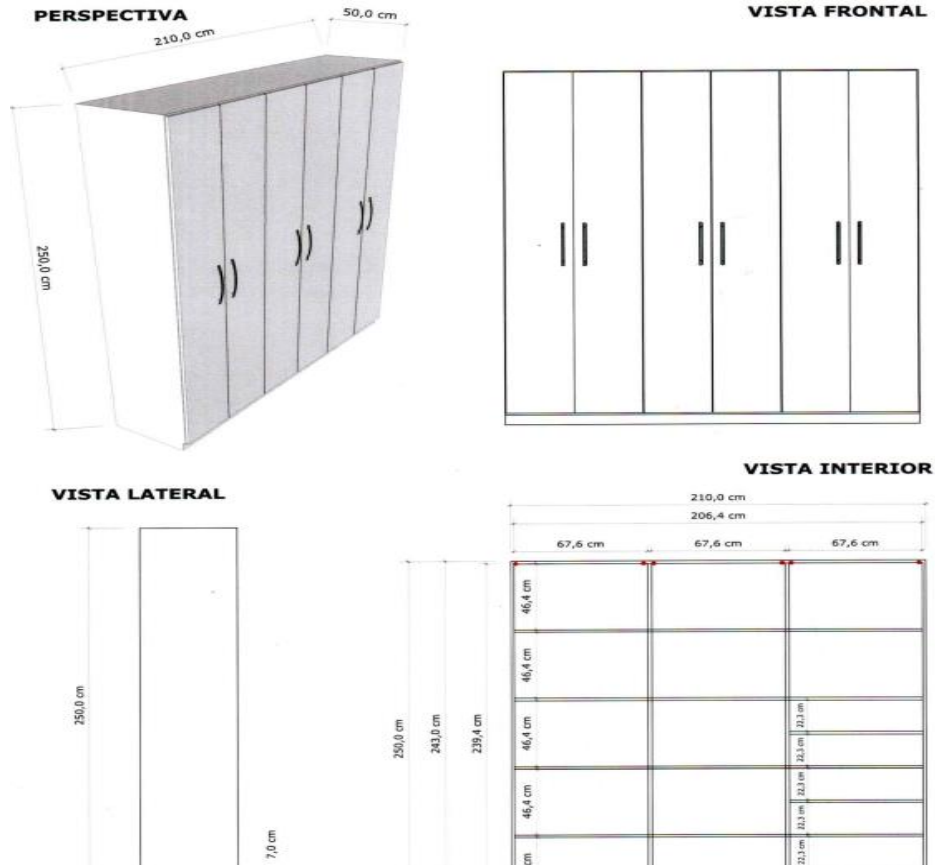 PERSPECTIVA
210,0 cm
50,0 cm
250,0 cm
VISTA FRONTAL
VISTA LATERAL
250,0 cm
7,0 cm
VISTA INTERIOR
210,0 cm
206,4 cm
67,6 cm 67,6 cm 67,6 cm
250,0 cm
243,0 cm
239,4 cm
46,4 cm
46,4 cm
46,4 cm
46,4 cm
cm
22,3 cm
22,3 cm
22,3 cm
22,3 cm
22,3 cm